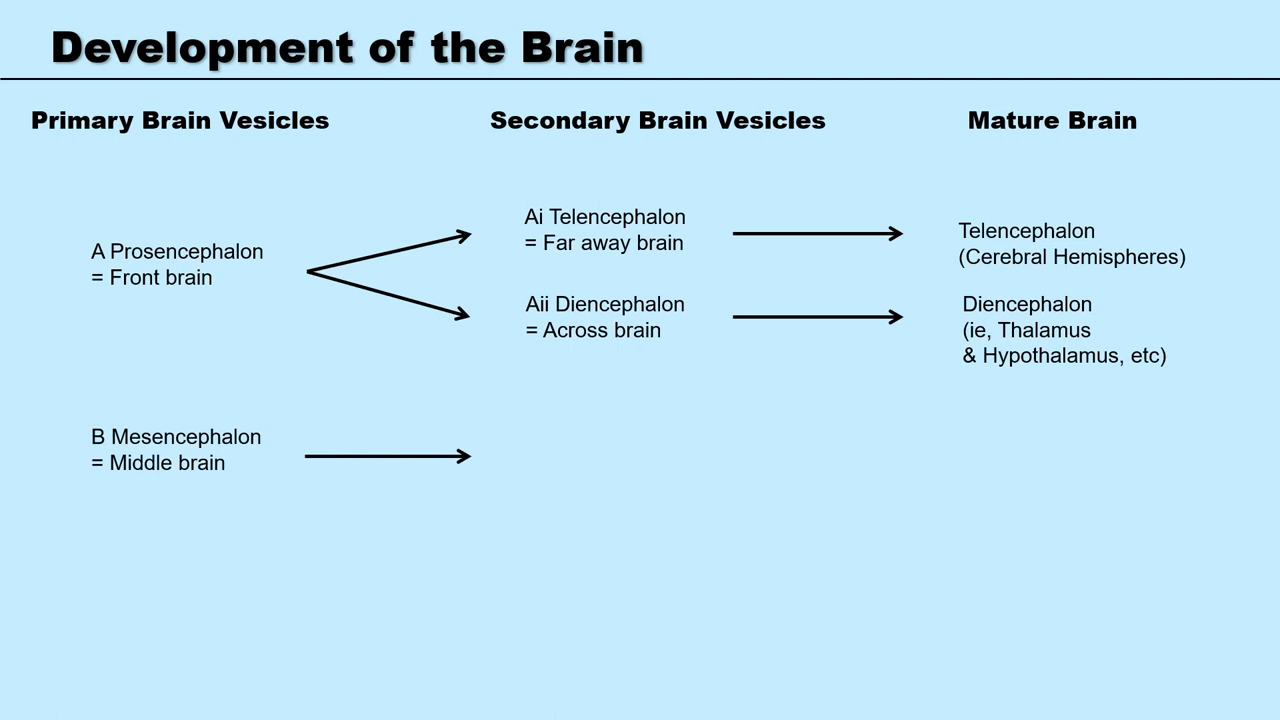 Development of the Brain
Primary Brain Vesicles
Secondary Brain Vesicles
Mature Brain
A Prosencephalon
= Front brain
Ai Telencephalon
= Far away brain
Telencephalon
(Cerebral Hemispheres)
Aii Diencephalon
= Across brain
Diencephalon
(ie, Thalamus
& Hypothalamus, etc)
B Mesencephalon
= Middle brain